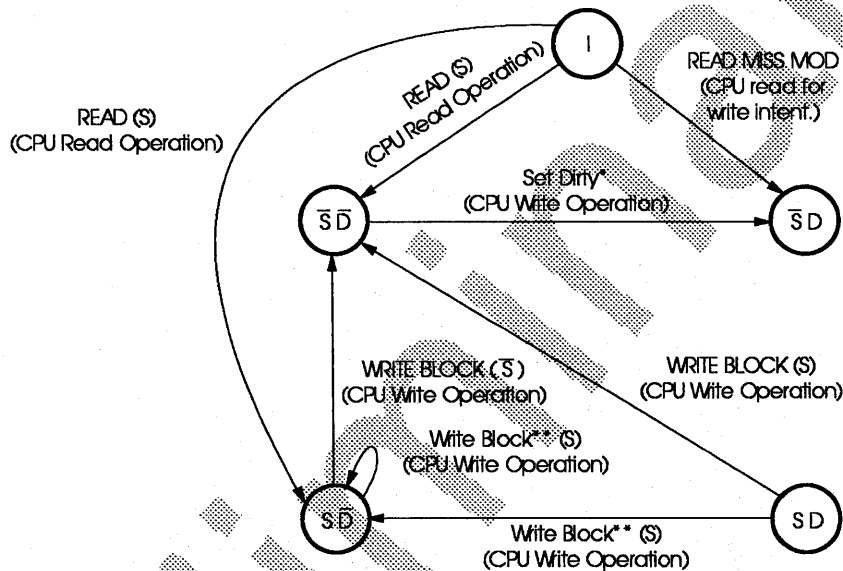 I
READ MISS MOD
(CPU read for
write intent.)
READ (S)
(CPU Read Operation)
READ (S)
(CPU Read Operation)
Set Dirty*
(CPU Write Operation)
S̅ D̅
S̅ D
WRITE BLOCK (S̅)
(CPU Write Operation)
WRITE BLOCK (S)
(CPU Write Operation)
Write Block** (S)
(CPU Write Operation)
S D̅
S D
Write Block** (S)
(CPU Write Operation)